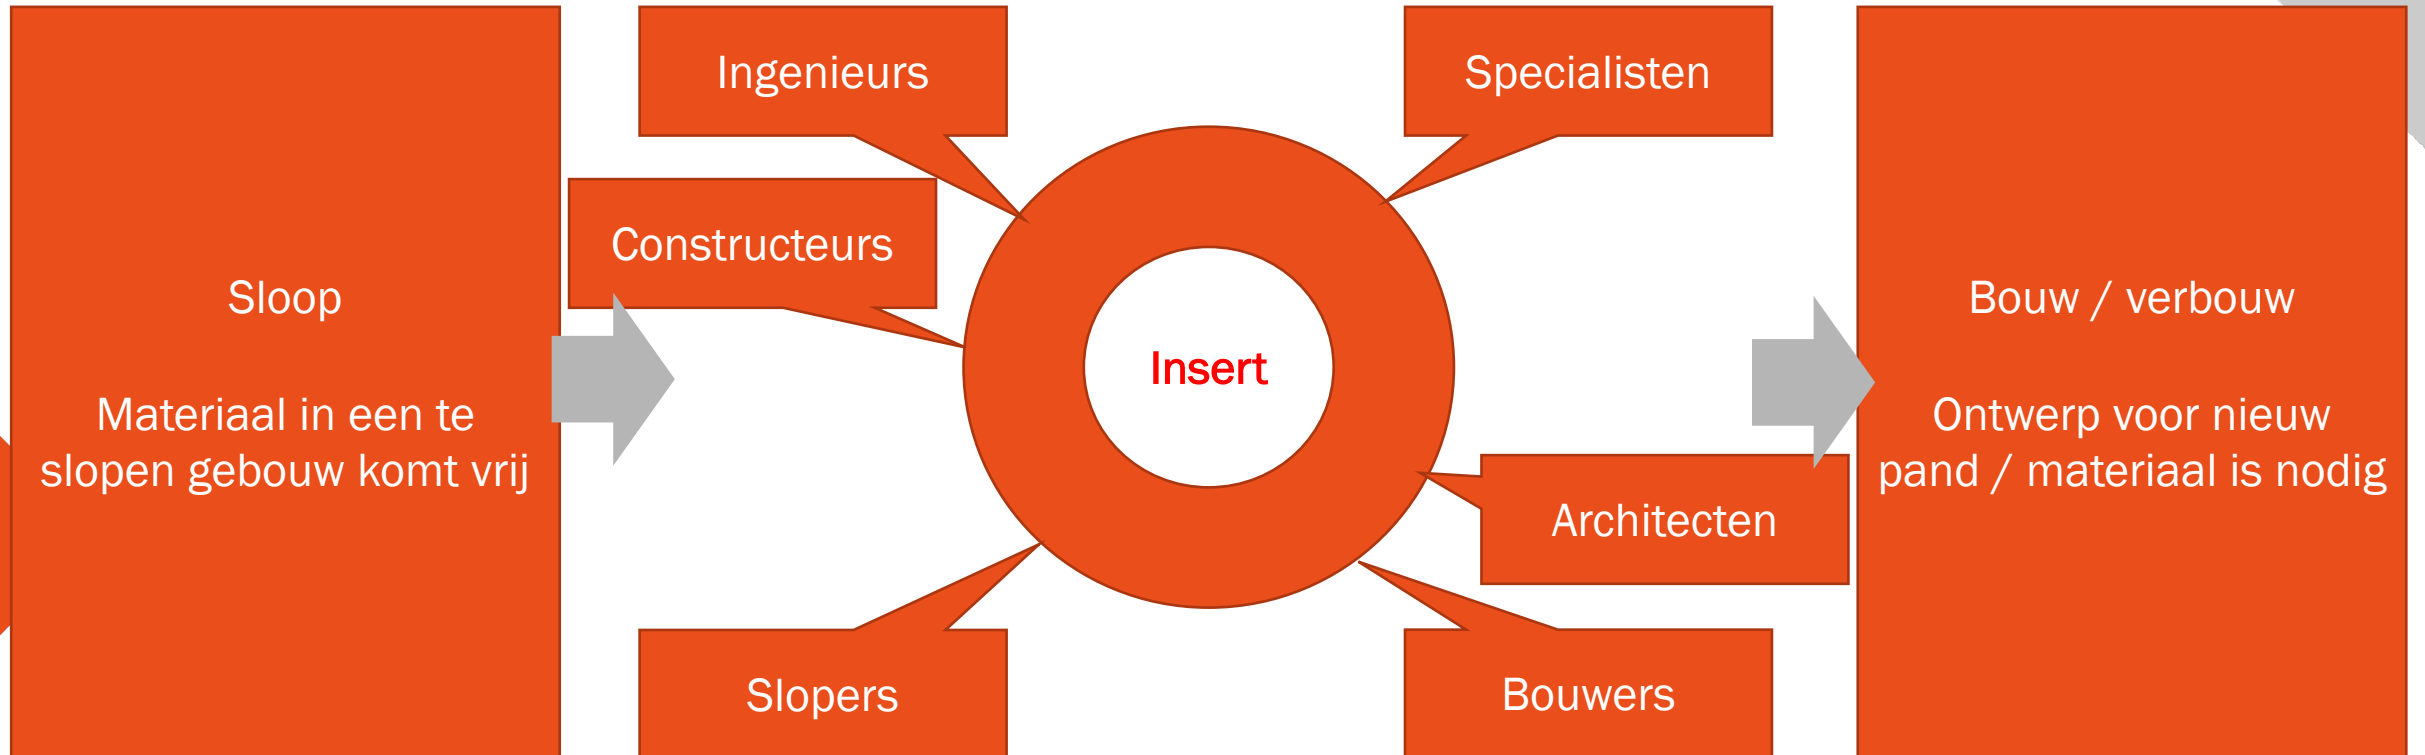 Sloop
Materiaal in een te
slopen gebouw komt vrij
Ingenieurs
Constructeurs
Slopers
Insert
Specialisten
Architecten
Bouwers
Bouw / verbouw
Ontwerp voor nieuw
pand / materiaal is nodig